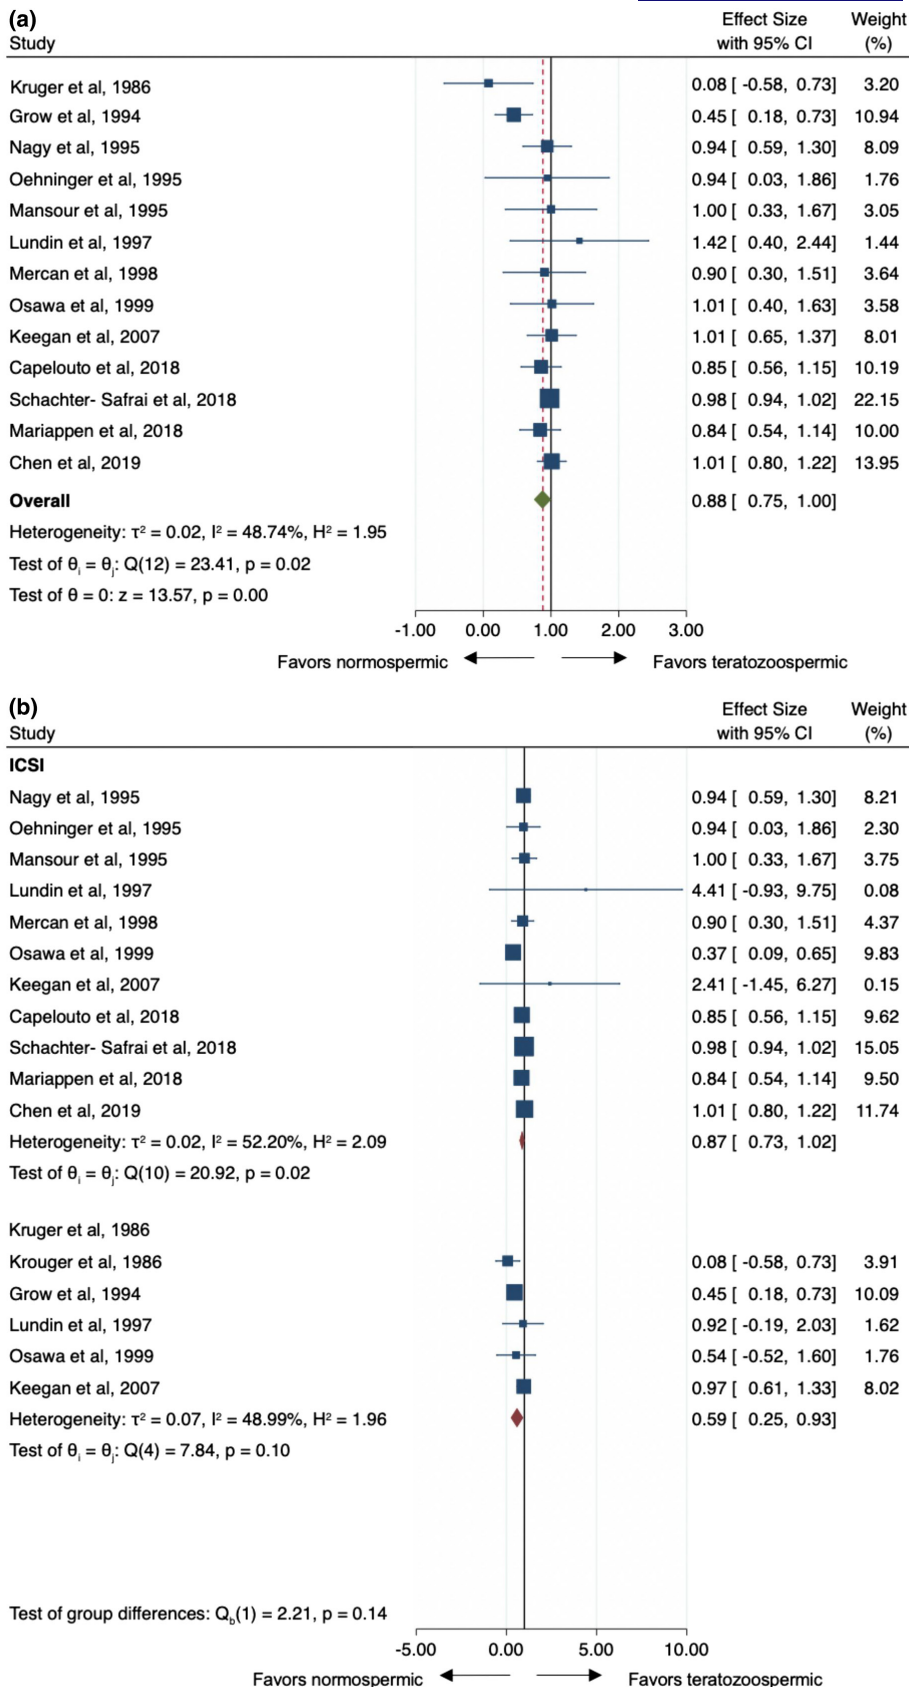 (a)
Effect Size Weight
Study with 95% CI (%)
Kruger et al, 1986 0.08 [ -0.58, 0.73] 3.20
Grow et al, 1994 0.45 [ 0.18, 0.73] 10.94
Nagy et al, 1995 0.94 [ 0.59, 1.30] 8.09
Oehninger et al, 1995 0.94 [ 0.03, 1.86] 1.76
Mansour et al, 1995 1.00 [ 0.33, 1.67] 3.05
Lundin et al, 1997 1.42 [ 0.40, 2.44] 1.44
Mercan et al, 1998 0.90 [ 0.30, 1.51] 3.64
Osawa et al, 1999 1.01 [ 0.40, 1.63] 3.58
Keegan et al, 2007 1.01 [ 0.65, 1.37] 8.01
Capelouto et al, 2018 0.85 [ 0.56, 1.15] 10.19
Schachter- Safrai et al, 2018 0.98 [ 0.94, 1.02] 22.15
Mariappen et al, 2018 0.84 [ 0.54, 1.14] 10.00
Chen et al, 2019 1.01 [ 0.80, 1.22] 13.95
Overall 0.88 [ 0.75, 1.00]
Heterogeneity: τ² = 0.02, I² = 48.74%, H² = 1.95
Test of θᵢ = θⱼ: Q(12) = 23.41, p = 0.02
Test of θ = 0: z = 13.57, p = 0.00
-1.00 0.00 1.00 2.00 3.00
Favors normospermic Favors teratozoospermic
(b)
Effect Size Weight
Study with 95% CI (%)
ICSI
Nagy et al, 1995 0.94 [ 0.59, 1.30] 8.21
Oehninger et al, 1995 0.94 [ 0.03, 1.86] 2.30
Mansour et al, 1995 1.00 [ 0.33, 1.67] 3.75
Lundin et al, 1997 4.41 [ -0.93, 9.75] 0.08
Mercan et al, 1998 0.90 [ 0.30, 1.51] 4.37
Osawa et al, 1999 0.37 [ 0.09, 0.65] 9.83
Keegan et al, 2007 2.41 [ -1.45, 6.27] 0.15
Capelouto et al, 2018 0.85 [ 0.56, 1.15] 9.62
Schachter- Safrai et al, 2018 0.98 [ 0.94, 1.02] 15.05
Mariappen et al, 2018 0.84 [ 0.54, 1.14] 9.50
Chen et al, 2019 1.01 [ 0.80, 1.22] 11.74
Heterogeneity: τ² = 0.02, I² = 52.20%, H² = 2.09 0.87 [ 0.73, 1.02]
Test of θᵢ = θⱼ: Q(10) = 20.92, p = 0.02
Kruger et al, 1986
Krouger et al, 1986 0.08 [ -0.58, 0.73] 3.91
Grow et al, 1994 0.45 [ 0.18, 0.73] 10.09
Lundin et al, 1997 0.92 [ -0.19, 2.03] 1.62
Osawa et al, 1999 0.54 [ -0.52, 1.60] 1.76
Keegan et al, 2007 0.97 [ 0.61, 1.33] 8.02
Heterogeneity: τ² = 0.07, I² = 48.99%, H² = 1.96 0.59 [ 0.25, 0.93]
Test of θᵢ = θⱼ: Q(4) = 7.84, p = 0.10
Test of group differences: Q_b(1) = 2.21, p = 0.14
-5.00 0.00 5.00 10.00
Favors normospermic Favors teratozoospermic